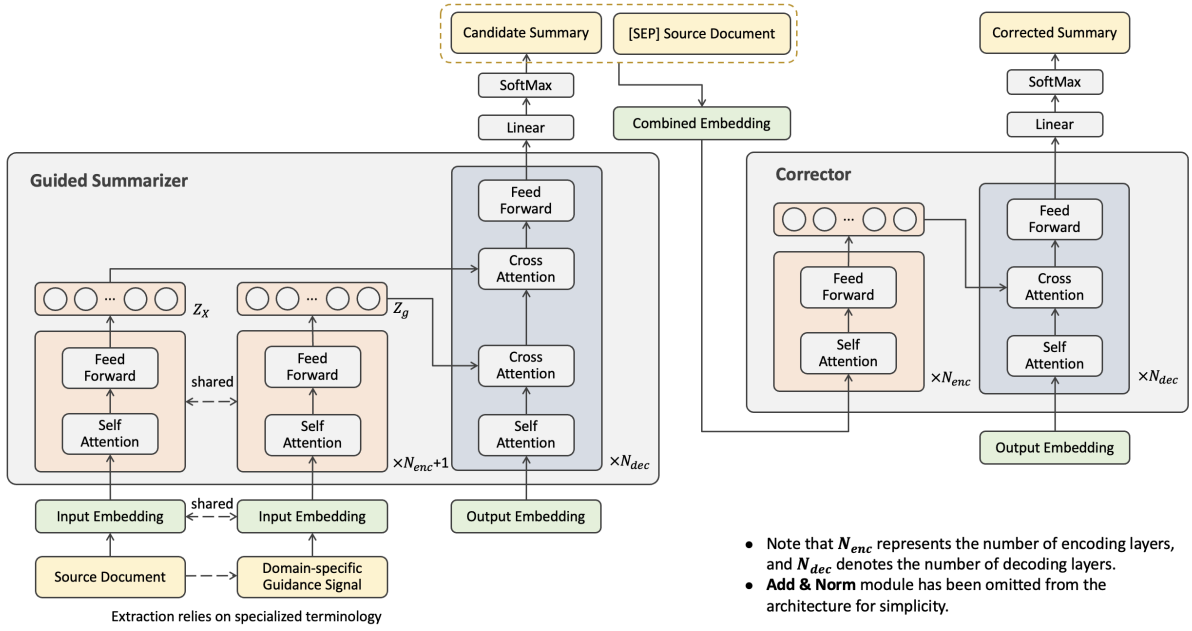 Candidate Summary
[SEP] Source Document
SoftMax
Linear
Combined Embedding
Guided Summarizer
Feed
Forward
Cross
Attention
Cross
Attention
Self
Attention
×N_dec
...
Z_X
...
Z_g
Feed
Forward
Self
Attention
shared
Feed
Forward
Self
Attention
×N_enc+1
Input Embedding
shared
Input Embedding
Output Embedding
Source Document
Domain-specific
Guidance Signal
Extraction relies on specialized terminology
Corrected Summary
SoftMax
Linear
Corrector
...
Feed
Forward
Self
Attention
×N_enc
Feed
Forward
Cross
Attention
Self
Attention
×N_dec
Output Embedding
● Note that N_enc represents the number of encoding layers,
and N_dec denotes the number of decoding layers.
● Add & Norm module has been omitted from the
architecture for simplicity.